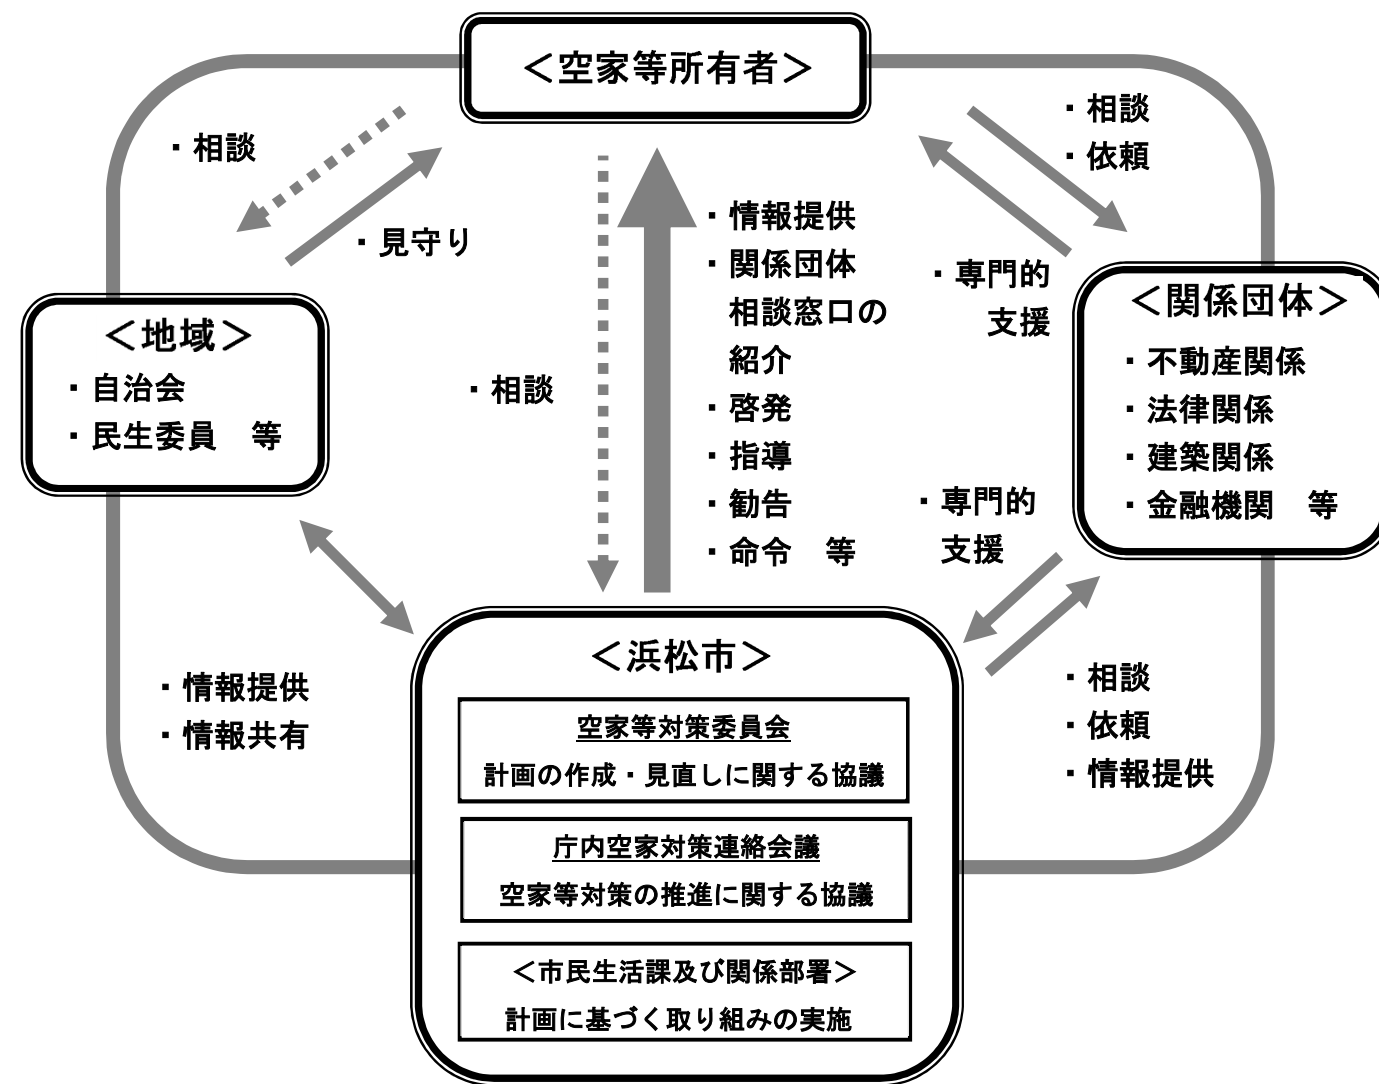 ＜空家等所有者＞
・相談
・見守り
・相談
・依頼
・専門的
支援
・相談
・情報提供
・関係団体
相談窓口の
紹介
・啓発
・指導
・勧告
・命令　等
＜地域＞
・自治会
・民生委員　等
＜関係団体＞
・不動産関係
・法律関係
・建築関係
・金融機関　等
・専門的
支援
・情報提供
・情報共有
・相談
・依頼
・情報提供
＜浜松市＞
空家等対策委員会
計画の作成・見直しに関する協議
庁内空家対策連絡会議
空家等対策の推進に関する協議
＜市民生活課及び関係部署＞
計画に基づく取り組みの実施